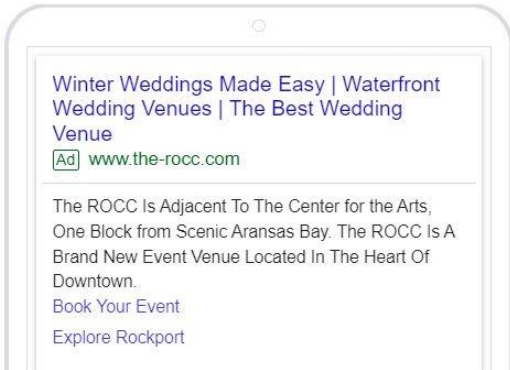 Winter Weddings Made Easy | Waterfront
Wedding Venues | The Best Wedding
Venue
Ad www.the-rocc.com
The ROCC Is Adjacent To The Center for the Arts,
One Block from Scenic Aransas Bay. The ROCC Is A
Brand New Event Venue Located In The Heart Of
Downtown.
Book Your Event
Explore Rockport